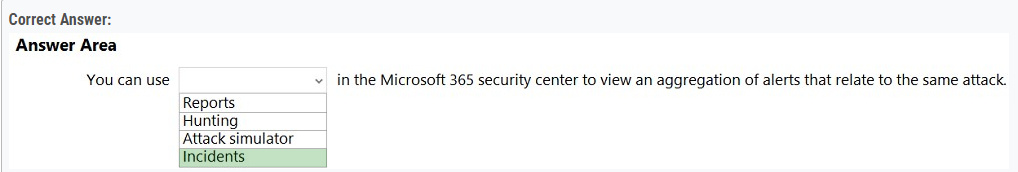 Correct Answer:
Answer Area
You can use in the Microsoft 365 security center to view an aggregation of alerts that relate to the same attack.
Reports
Hunting
Attack simulator
Incidents